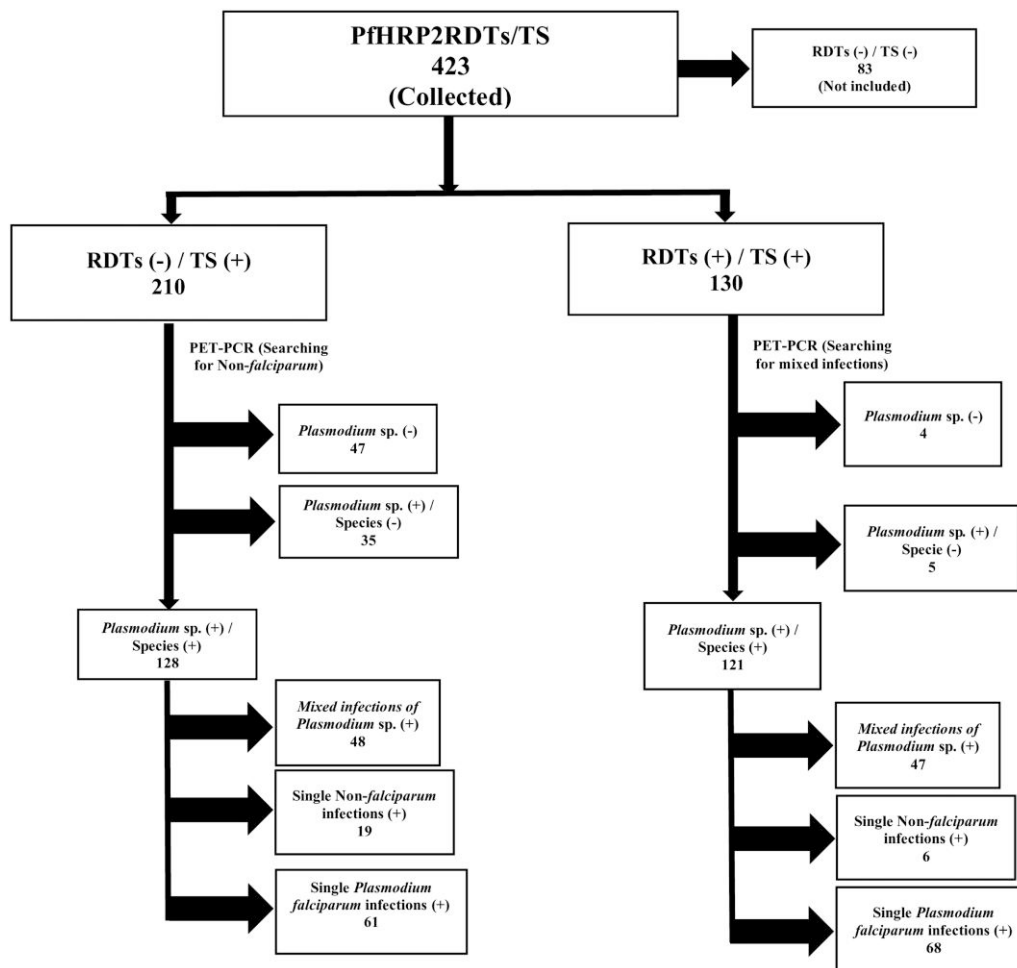 PfHRP2RDTs/TS
423
(Collected)
RDTs (-) / TS (-)
83
(Not included)
RDTs (-) / TS (+)
210
RDTs (+) / TS (+)
130
PET-PCR (Searching
for Non-falciparum)
PET-PCR (Searching
for mixed infections)
Plasmodium sp. (-)
47
Plasmodium sp. (-)
4
Plasmodium sp. (+) /
Species (-)
35
Plasmodium sp. (+) /
Specie (-)
5
Plasmodium sp. (+) /
Species (+)
128
Plasmodium sp. (+) /
Species (+)
121
Mixed infections of
Plasmodium sp. (+)
48
Mixed infections of
Plasmodium sp. (+)
47
Single Non-falciparum
infections (+)
19
Single Non-falciparum
infections (+)
6
Single Plasmodium
falciparum infections (+)
61
Single Plasmodium
falciparum infections (+)
68